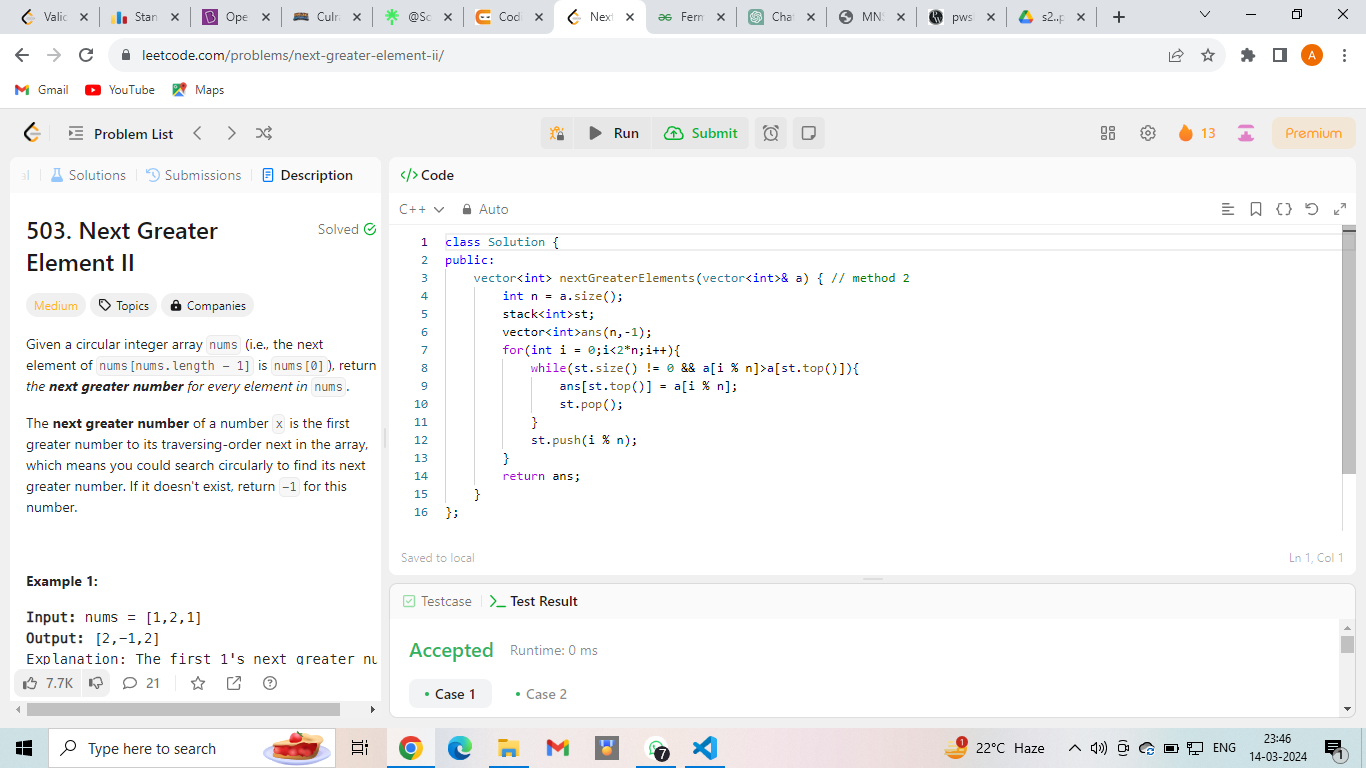 Valic
Stan
Ope
Culn
@Sc
Codi
Next
Ferm
Chat
MNS
pws
s2..p
leetcode.com/problems/next-greater-element-ii/
A
Gmail
YouTube
Maps
Problem List
Run
Submit
13
Premium
Solutions
Submissions
Description
503. Next Greater
Element II
Solved
Medium
Topics
Companies
Given a circular integer array nums (i.e., the next
element of nums[nums.length - 1] is nums[0]), return
the next greater number for every element in nums.
The next greater number of a number x is the first
greater number to its traversing-order next in the array,
which means you could search circularly to find its next
greater number. If it doesn't exist, return -1 for this
number.
Example 1:
Input: nums = [1,2,1]
Output: [2,-1,2]
Explanation: The first 1's next greater nu
7.7K
21
</> Code
C++
Auto
1 class Solution {
2 public:
3 vector<int> nextGreaterElements(vector<int>& a) { // method 2
4 int n = a.size();
5 stack<int>st;
6 vector<int>ans(n,-1);
7 for(int i = 0;i<2*n;i++){
8 while(st.size() != 0 && a[i % n]>a[st.top()]){
9 ans[st.top()] = a[i % n];
10 st.pop();
11 }
12 st.push(i % n);
13 }
14 return ans;
15 }
16 };
Saved to local
Ln 1, Col 1
Testcase
Test Result
Accepted
Runtime: 0 ms
Case 1
Case 2
Type here to search
7
1
22°C Haze
ENG
23:46
14-03-2024
1